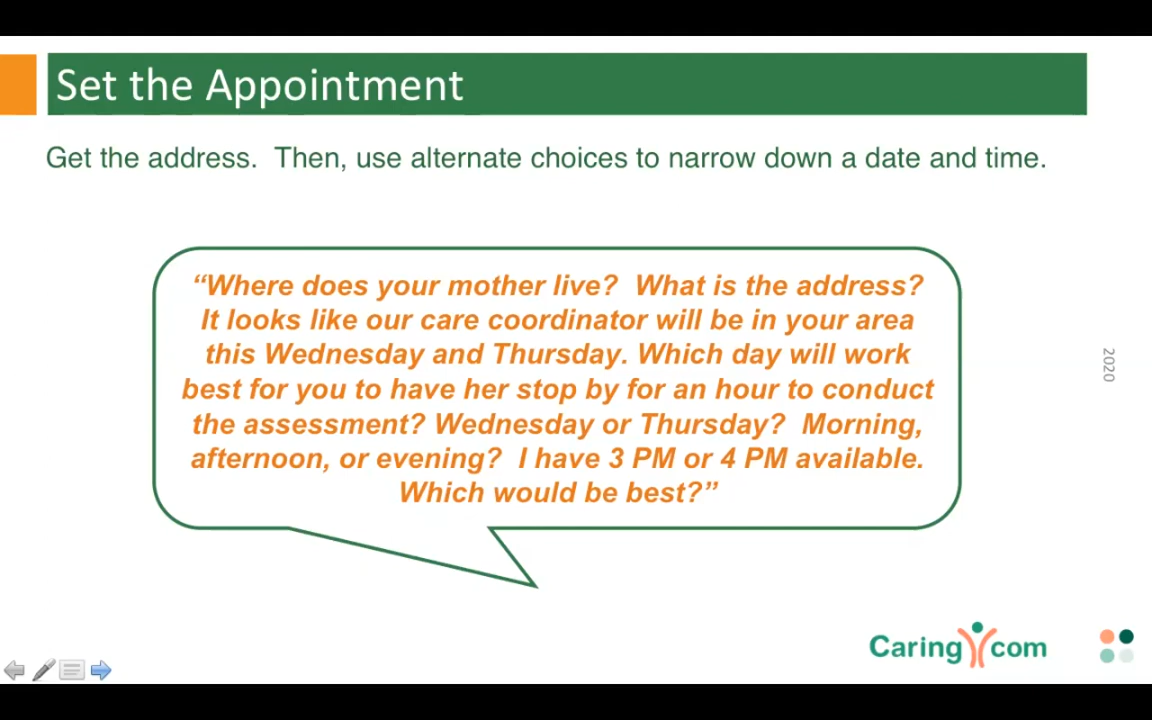 Set the Appointment
Get the address.  Then, use alternate choices to narrow down a date and time.
“Where does your mother live?  What is the address?
It looks like our care coordinator will be in your area
this Wednesday and Thursday. Which day will work
best for you to have her stop by for an hour to conduct
the assessment? Wednesday or Thursday?  Morning,
afternoon, or evening?  I have 3 PM or 4 PM available.
Which would be best?”
2020
Caring com